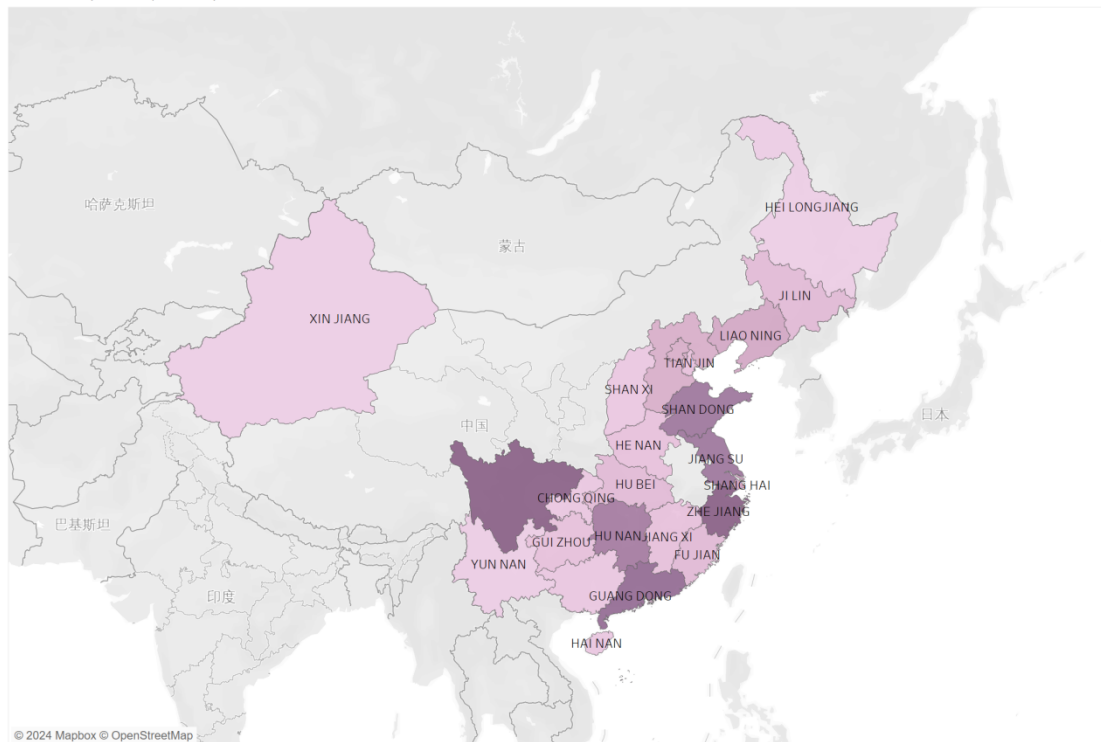 HEI LONGJIANG
哈萨克斯坦
蒙古
JI LIN
XIN JIANG
LIAO NING
TIAN JIN
SHAN XI
SHAN DONG
日本
中国
HE NAN
JIANG SU
HU BEI
SHANG HAI
CHONG QING
ZHE JIANG
巴基斯坦
HU NAN
JIANG XI
GUI ZHOU
FU JIAN
YUN NAN
印度
GUANG DONG
HAI NAN
© 2024 Mapbox © OpenStreetMap